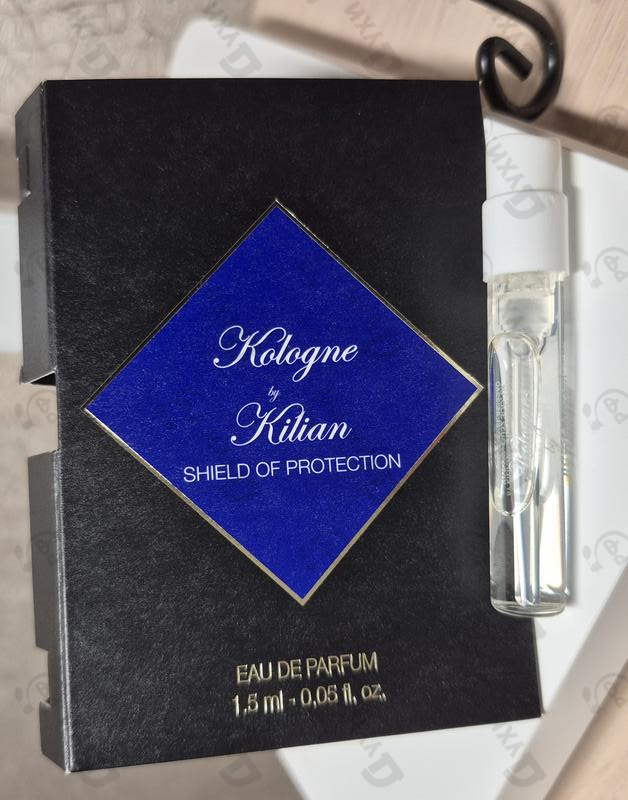 Kologne
by
Kilian
SHIELD OF PROTECTION
EAU DE PARFUM
1.5 ml - 0,05 fl. oz.